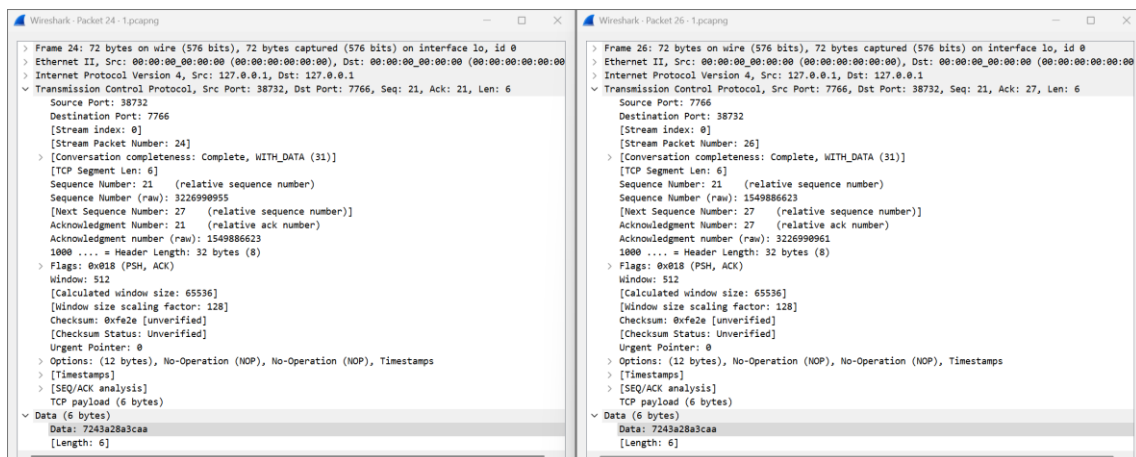 Wireshark · Packet 24 · 1.pcapng
Frame 24: 72 bytes on wire (576 bits), 72 bytes captured (576 bits) on interface lo, id 0
Ethernet II, Src: 00:00:00_00:00:00 (00:00:00:00:00:00), Dst: 00:00:00_00:00:00 (00:00:00:00:00:00
Internet Protocol Version 4, Src: 127.0.0.1, Dst: 127.0.0.1
Transmission Control Protocol, Src Port: 38732, Dst Port: 7766, Seq: 21, Ack: 21, Len: 6
Source Port: 38732
Destination Port: 7766
[Stream index: 0]
[Stream Packet Number: 24]
[Conversation completeness: Complete, WITH_DATA (31)]
[TCP Segment Len: 6]
Sequence Number: 21 (relative sequence number)
Sequence Number (raw): 3226990955
[Next Sequence Number: 27 (relative sequence number)]
Acknowledgment Number: 21 (relative ack number)
Acknowledgment number (raw): 1549886623
1000 .... = Header Length: 32 bytes (8)
Flags: 0x018 (PSH, ACK)
Window: 512
[Calculated window size: 65536]
[Window size scaling factor: 128]
Checksum: 0xfe2e [unverified]
[Checksum Status: Unverified]
Urgent Pointer: 0
Options: (12 bytes), No-Operation (NOP), No-Operation (NOP), Timestamps
[Timestamps]
[SEQ/ACK analysis]
TCP payload (6 bytes)
Data (6 bytes)
Data: 7243a28a3caa
[Length: 6]
Wireshark · Packet 26 · 1.pcapng
Frame 26: 72 bytes on wire (576 bits), 72 bytes captured (576 bits) on interface lo, id 0
Ethernet II, Src: 00:00:00_00:00:00 (00:00:00:00:00:00), Dst: 00:00:00_00:00:00 (00:00:00:00:00:00
Internet Protocol Version 4, Src: 127.0.0.1, Dst: 127.0.0.1
Transmission Control Protocol, Src Port: 7766, Dst Port: 38732, Seq: 21, Ack: 27, Len: 6
Source Port: 7766
Destination Port: 38732
[Stream index: 0]
[Stream Packet Number: 26]
[Conversation completeness: Complete, WITH_DATA (31)]
[TCP Segment Len: 6]
Sequence Number: 21 (relative sequence number)
Sequence Number (raw): 1549886623
[Next Sequence Number: 27 (relative sequence number)]
Acknowledgment Number: 27 (relative ack number)
Acknowledgment number (raw): 3226990961
1000 .... = Header Length: 32 bytes (8)
Flags: 0x018 (PSH, ACK)
Window: 512
[Calculated window size: 65536]
[Window size scaling factor: 128]
Checksum: 0xfe2e [unverified]
[Checksum Status: Unverified]
Urgent Pointer: 0
Options: (12 bytes), No-Operation (NOP), No-Operation (NOP), Timestamps
[Timestamps]
[SEQ/ACK analysis]
TCP payload (6 bytes)
Data (6 bytes)
Data: 7243a28a3caa
[Length: 6]